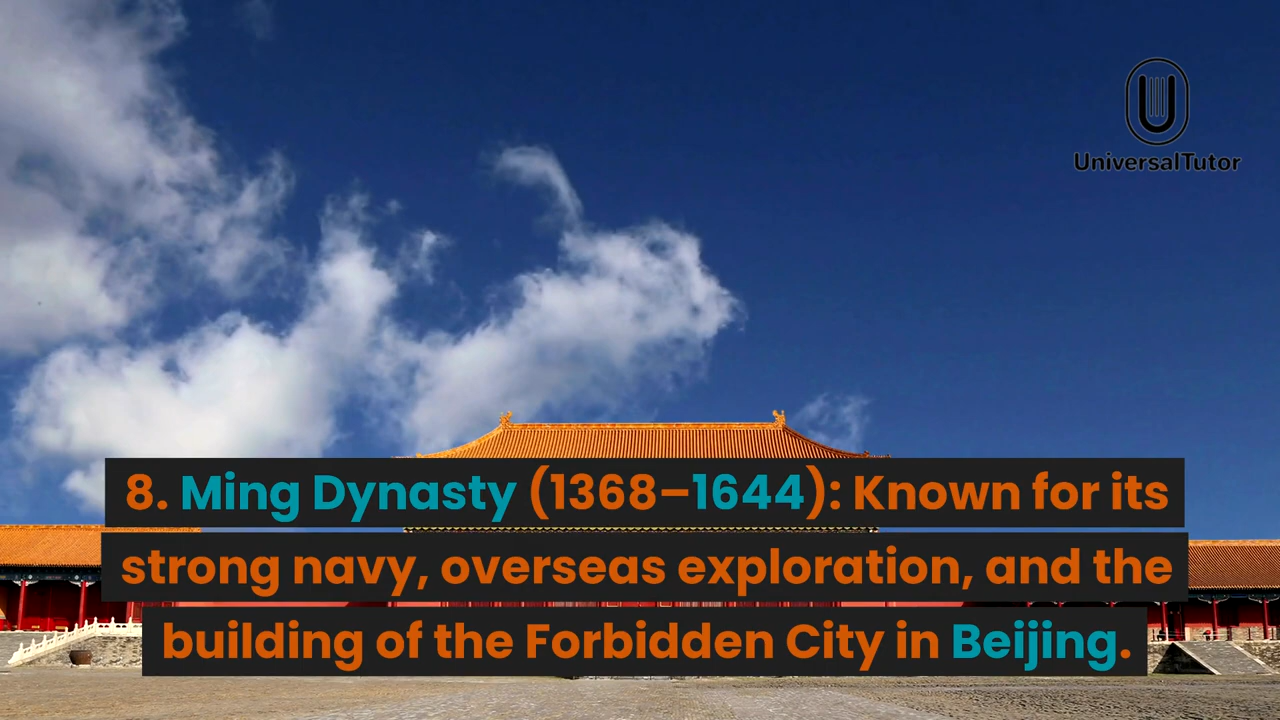 UniversalTutor
8. Ming Dynasty (1368–1644): Known for its
strong navy, overseas exploration, and the
building of the Forbidden City in Beijing.